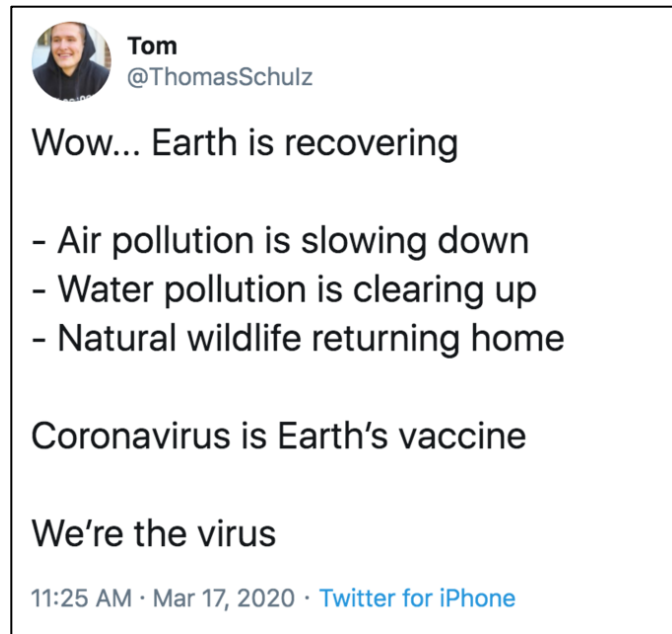 Tom
@ThomasSchulz
Wow... Earth is recovering
- Air pollution is slowing down
- Water pollution is clearing up
- Natural wildlife returning home
Coronavirus is Earth's vaccine
We're the virus
11:25 AM · Mar 17, 2020 · Twitter for iPhone